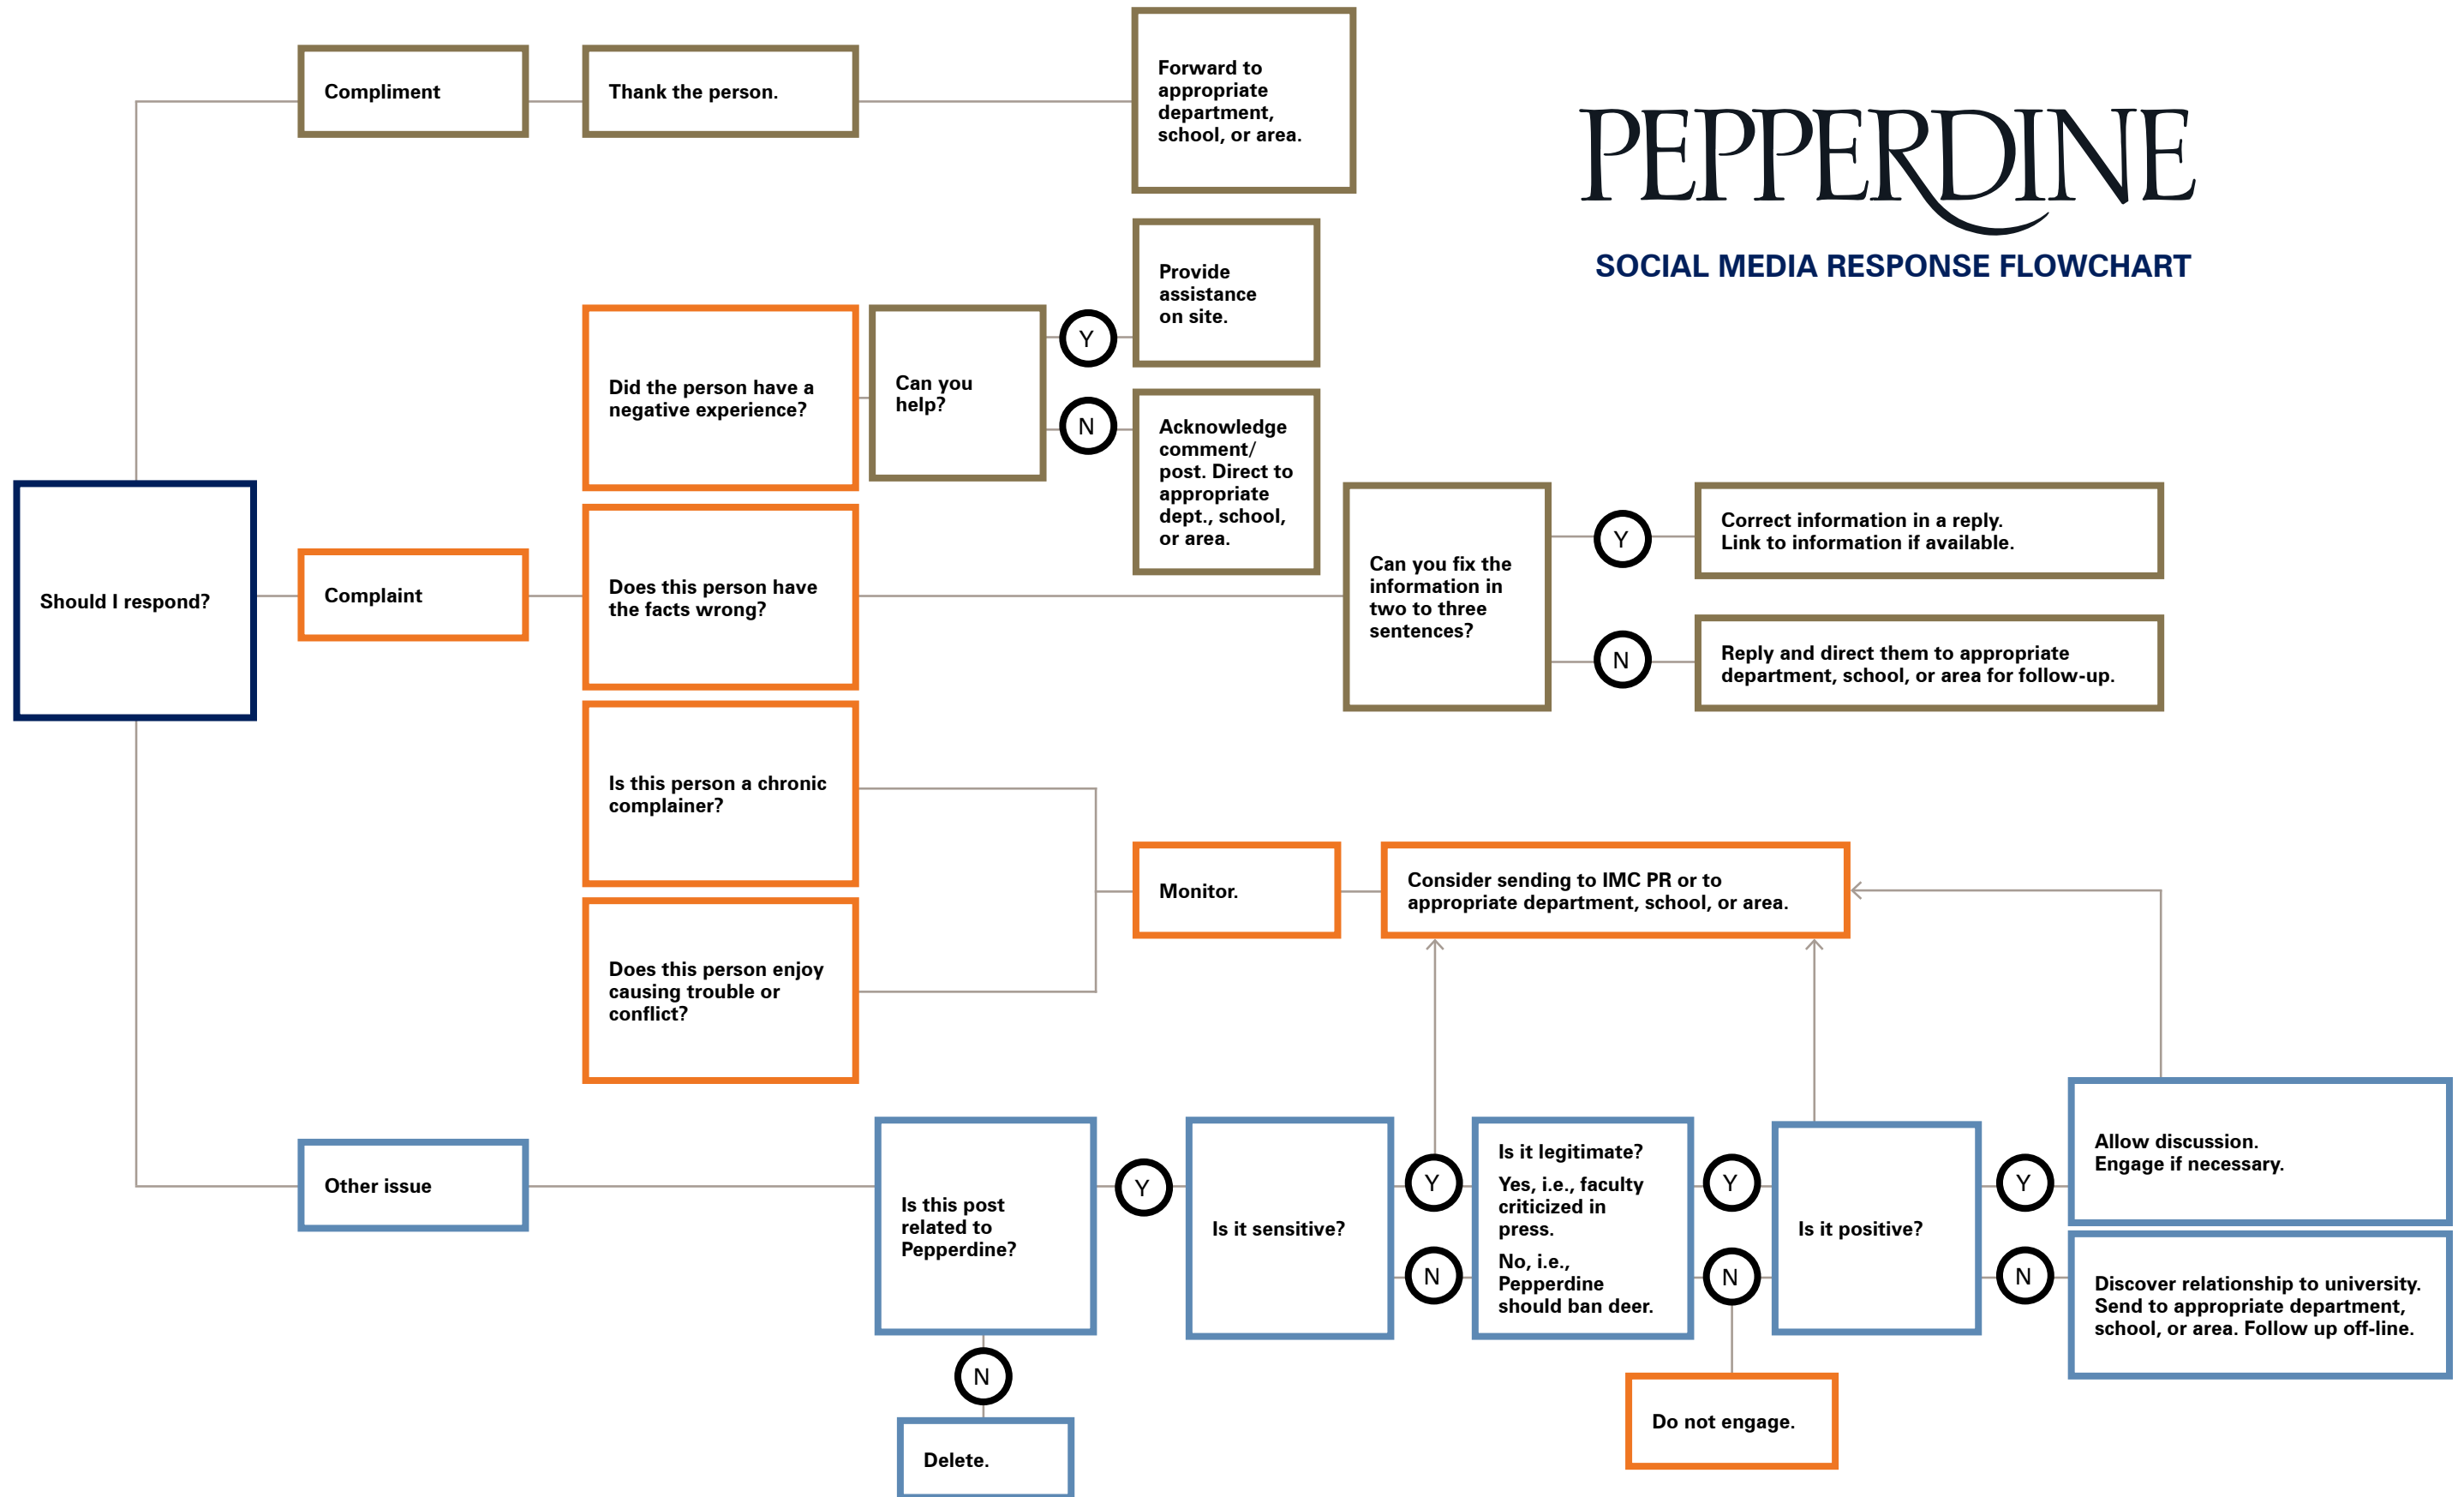 PEPPERDINE
SOCIAL MEDIA RESPONSE FLOWCHART
Should I respond?
Compliment
Thank the person.
Forward to
appropriate
department,
school, or area.
Complaint
Did the person have a
negative experience?
Can you
help?
Y
Provide
assistance
on site.
N
Acknowledge
comment/
post. Direct to
appropriate
dept., school,
or area.
Does this person have
the facts wrong?
Can you fix the
information in
two to three
sentences?
Y
Correct information in a reply.
Link to information if available.
N
Reply and direct them to appropriate
department, school, or area for follow-up.
Is this person a chronic
complainer?
Does this person enjoy
causing trouble or
conflict?
Monitor.
Consider sending to IMC PR or to
appropriate department, school, or area.
Other issue
Is this post
related to
Pepperdine?
Y
N
Delete.
Is it sensitive?
Y
N
Is it legitimate?
Yes, i.e., faculty
criticized in
press.
No, i.e.,
Pepperdine
should ban deer.
Y
N
Do not engage.
Is it positive?
Y
Allow discussion.
Engage if necessary.
N
Discover relationship to university.
Send to appropriate department,
school, or area. Follow up off-line.